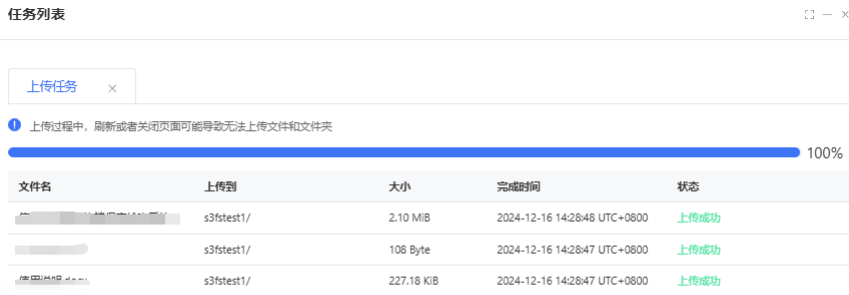 任务列表
上传任务
上传过程中，刷新或者关闭页面可能导致无法上传文件和文件夹
100%
文件名 上传到 大小 完成时间 状态
s3fstest1/ 2.10 MiB 2024-12-16 14:28:48 UTC+0800 上传成功
s3fstest1/ 108 Byte 2024-12-16 14:28:47 UTC+0800 上传成功
s3fstest1/ 227.18 KiB 2024-12-16 14:28:47 UTC+0800 上传成功